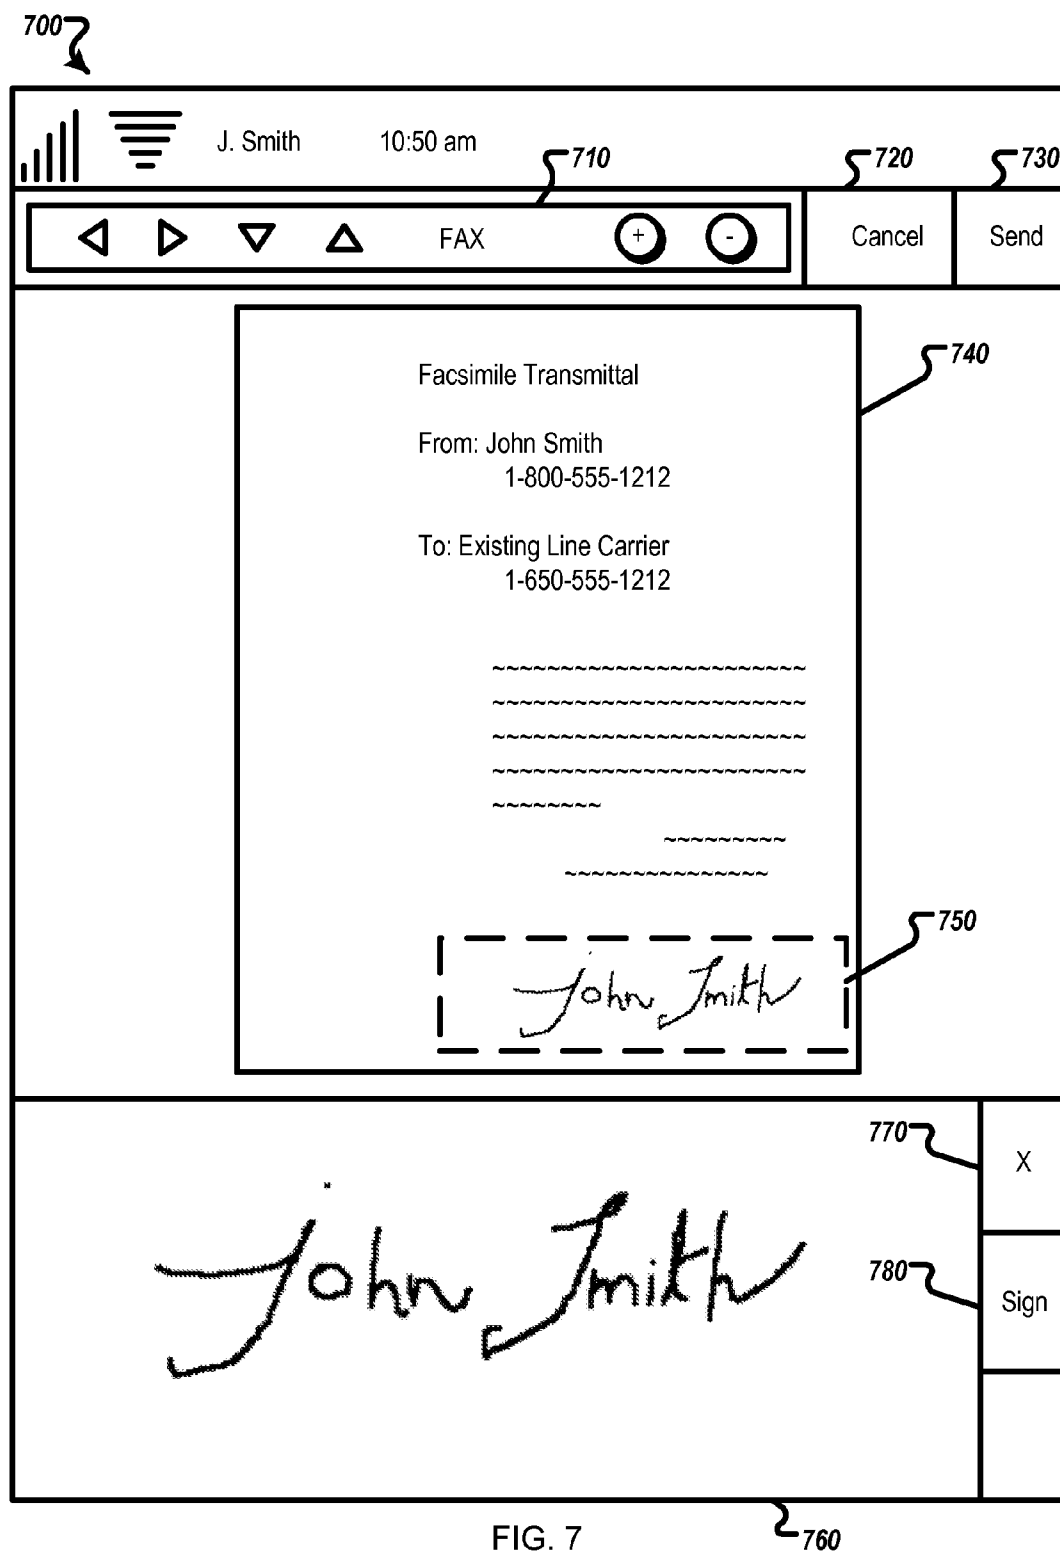 700
J. Smith 10:50 am
710 720 730
FAX + - Cancel Send
740
Facsimile Transmittal
From: John Smith
1-800-555-1212
To: Existing Line Carrier
1-650-555-1212
~~~~~~~~~~~~~~~~~~~~~~~
~~~~~~~~~~~~~~~~~~~~~~~
~~~~~~~~~~~~~~~~~~~~~~~
~~~~~~~~~~~~~~~~~~~~~~~
~~~~~~~~
~~~~~~~~~
~~~~~~~~~~~~~~~
750
John Smith
770
X
John Smith
780
Sign
FIG. 7
760